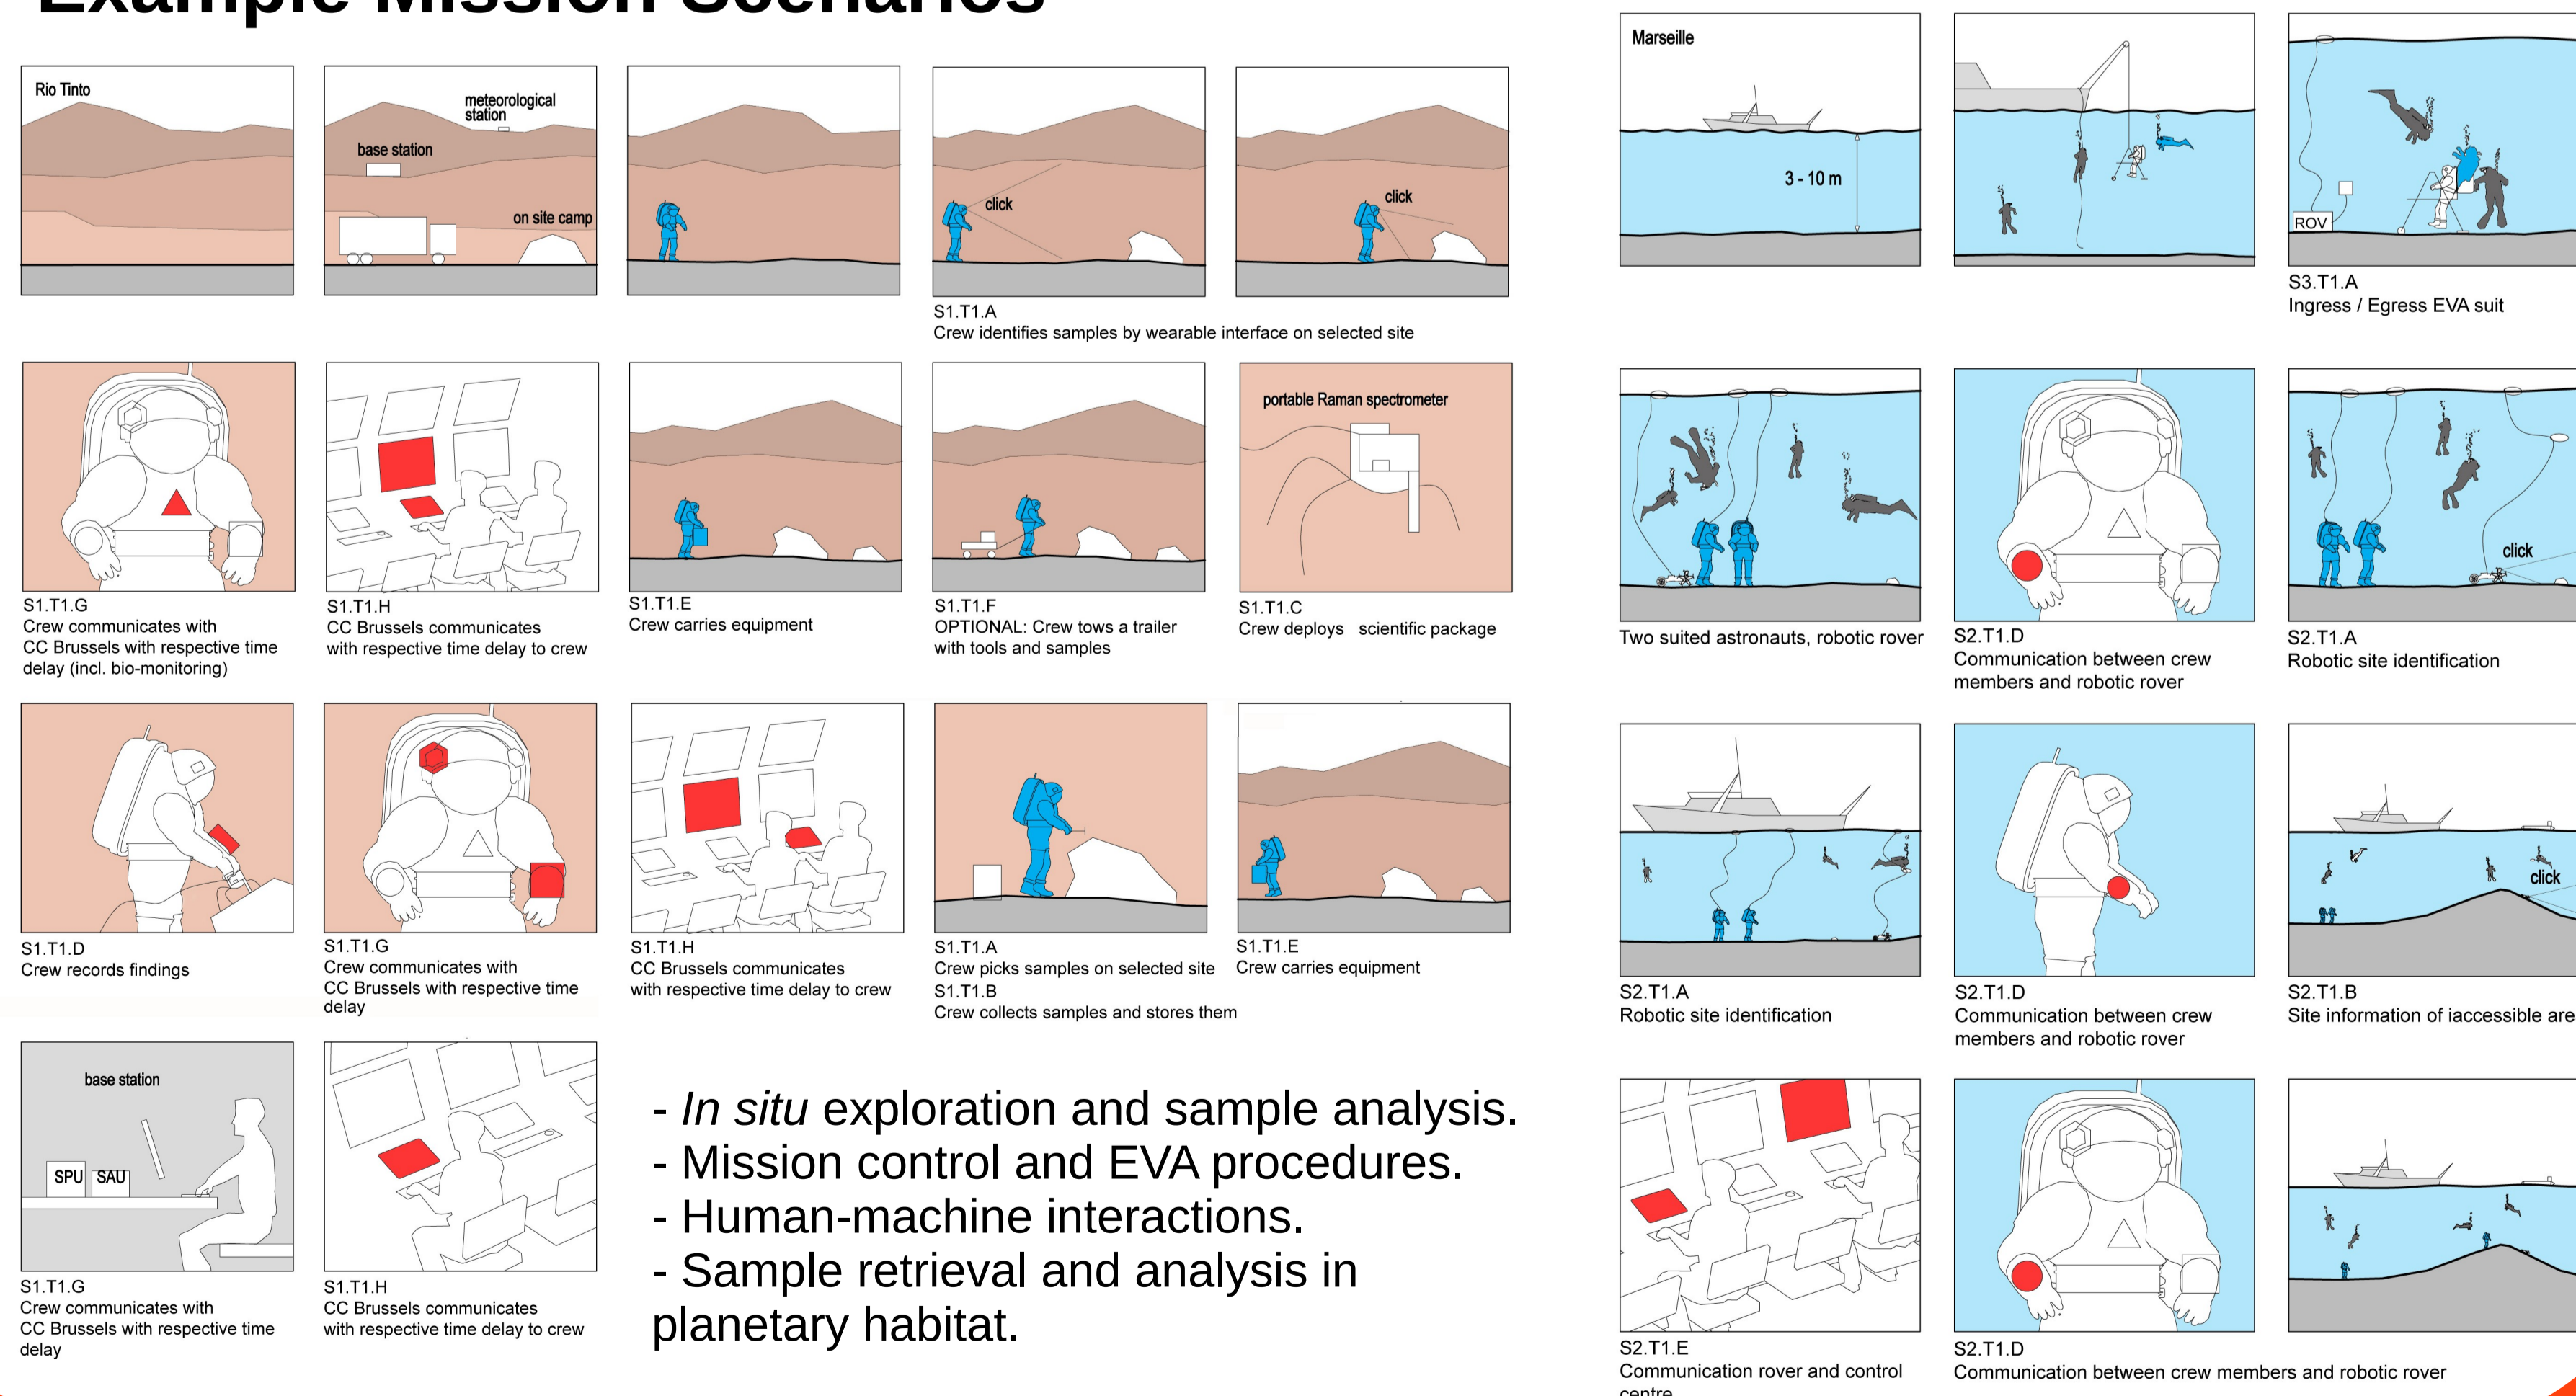 Example Mission Scenarios
Rio Tinto
meteorological
station
base station
on site camp
click
click
S1.T1.A
Crew identifies samples by wearable interface on selected site
portable Raman spectrometer
S1.T1.G
Crew communicates with
CC Brussels with respective time
delay (incl. bio-monitoring)
S1.T1.H
CC Brussels communicates
with respective time delay to crew
S1.T1.E
Crew carries equipment
S1.T1.F
OPTIONAL: Crew tows a trailer
with tools and samples
S1.T1.C
Crew deploys scientific package
S1.T1.D
Crew records findings
S1.T1.G
Crew communicates with
CC Brussels with respective time
delay
S1.T1.H
CC Brussels communicates
with respective time delay to crew
S1.T1.A
Crew picks samples on selected site
S1.T1.B
Crew collects samples and stores them
S1.T1.E
Crew carries equipment
base station
SPU
SAU
S1.T1.G
Crew communicates with
CC Brussels with respective time
delay
S1.T1.H
CC Brussels communicates
with respective time delay to crew
- In situ exploration and sample analysis.
- Mission control and EVA procedures.
- Human-machine interactions.
- Sample retrieval and analysis in
planetary habitat.
Marseille
3 - 10 m
ROV
S3.T1.A
Ingress / Egress EVA suit
Two suited astronauts, robotic rover
S2.T1.D
Communication between crew
members and robotic rover
click
S2.T1.A
Robotic site identification
S2.T1.A
Robotic site identification
S2.T1.D
Communication between crew
members and robotic rover
click
S2.T1.B
Site information of iaccessible are
S2.T1.E
Communication rover and control
centre
S2.T1.D
Communication between crew members and robotic rover